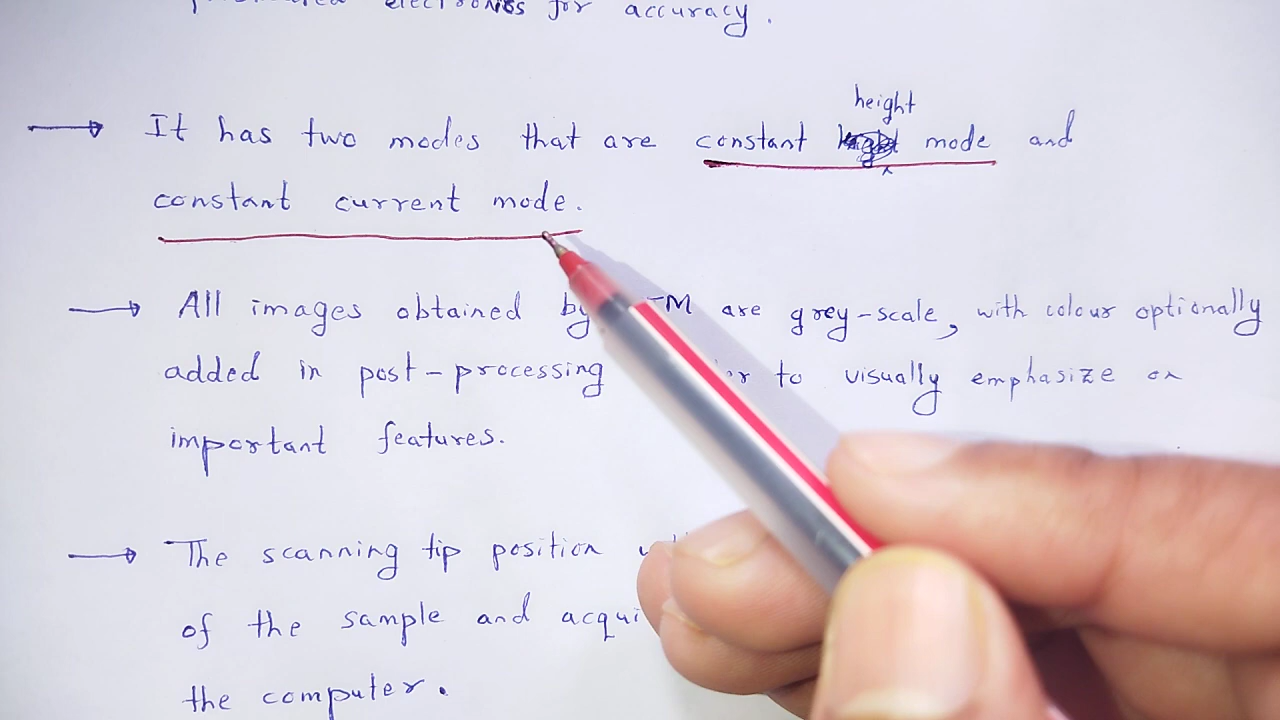 electronics for accuracy.
height
→ It has two modes that are constant mode and
constant current mode.
→ All images obtained by are grey-scale, with colour optionally
added in post-processing to visually emphasize on
important features.
→ The scanning tip position
of the sample and
the computer.